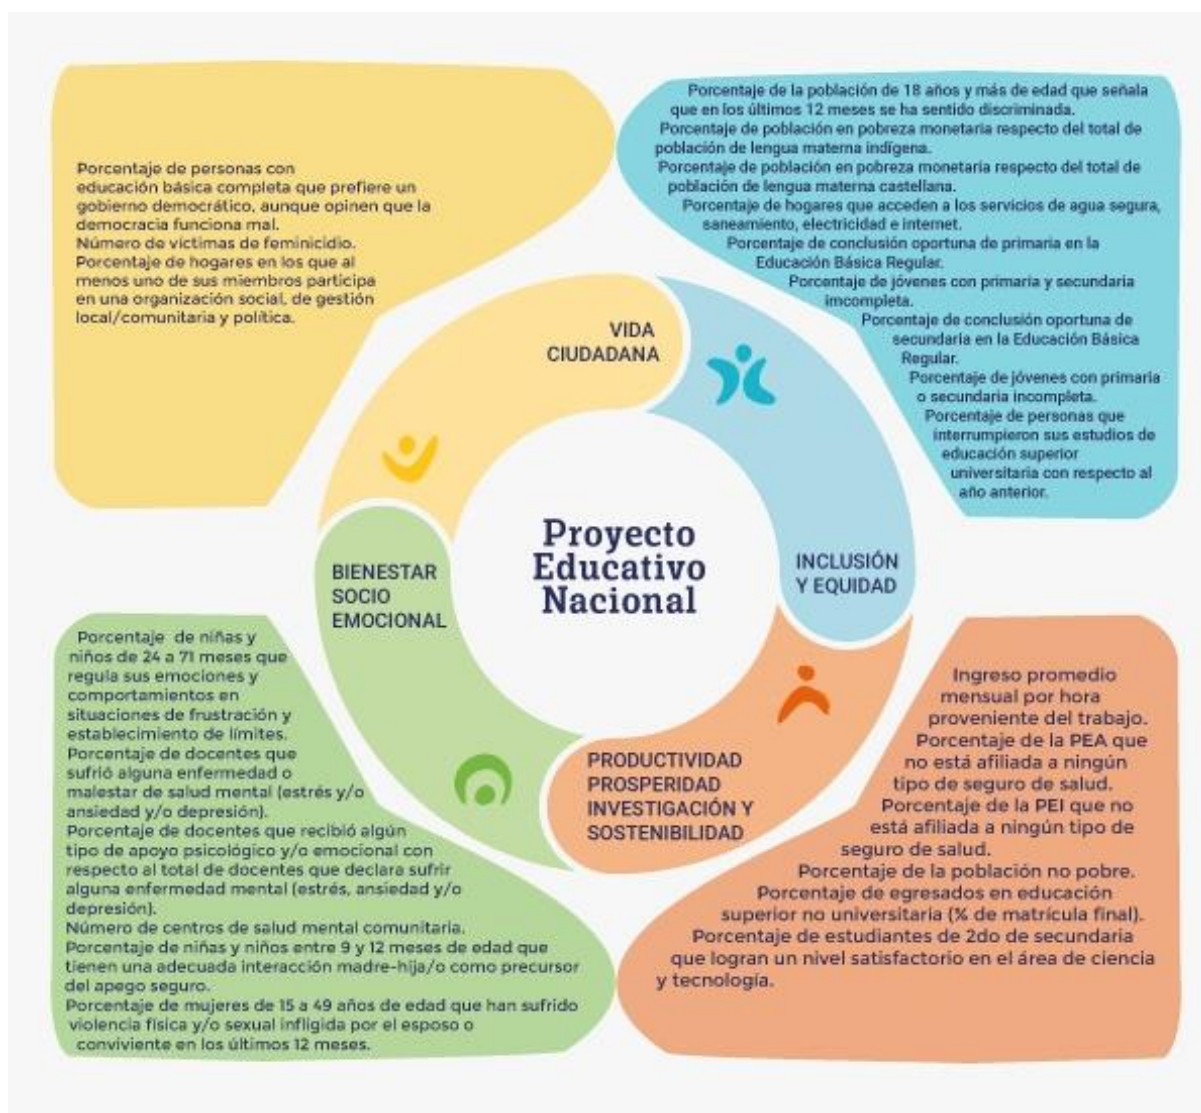 Porcentaje de personas con
educación básica completa que prefiere un
gobierno democrático, aunque opinen que la
democracia funciona mal.
Número de víctimas de feminicidio.
Porcentaje de hogares en los que al
menos uno de sus miembros participa
en una organización social, de gestión
local/comunitaria y política.
Porcentaje de la población de 18 años y más de edad que señala
que en los últimos 12 meses se ha sentido discriminada.
Porcentaje de población en pobreza monetaria respecto del total de
población de lengua materna indígena.
Porcentaje de población en pobreza monetaria respecto del total de
población de lengua materna castellana.
Porcentaje de hogares que acceden a los servicios de agua segura,
saneamiento, electricidad e internet.
Porcentaje de conclusión oportuna de primaria en la
Educación Básica Regular.
Porcentaje de jóvenes con primaria y secundaria
imcompleta.
Porcentaje de conclusión oportuna de
secundaria en la Educación Básica
Regular.
Porcentaje de jóvenes con primaria
o secundaria incompleta.
Porcentaje de personas que
interrumpieron sus estudios de
educación superior
universitaria con respecto al
año anterior.
VIDA
CIUDADANA
INCLUSIÓN
Y EQUIDAD
Proyecto
Educativo
Nacional
BIENESTAR
SOCIO
EMOCIONAL
PRODUCTIVIDAD
PROSPERIDAD
INVESTIGACIÓN Y
SOSTENIBILIDAD
Porcentaje de niñas y
niños de 24 a 71 meses que
regula sus emociones y
comportamientos en
situaciones de frustración y
establecimiento de límites.
Porcentaje de docentes que
sufrió alguna enfermedad o
malestar de salud mental (estrés y/o
ansiedad y/o depresión).
Porcentaje de docentes que recibió algún
tipo de apoyo psicológico y/o emocional con
respecto al total de docentes que declara sufrir
alguna enfermedad mental (estrés, ansiedad y/o
depresión).
Número de centros de salud mental comunitaria.
Porcentaje de niñas y niños entre 9 y 12 meses de edad que
tienen una adecuada interacción madre-hija/o como precursor
del apego seguro.
Porcentaje de mujeres de 15 a 49 años de edad que han sufrido
violencia física y/o sexual infligida por el esposo o
conviviente en los últimos 12 meses.
Ingreso promedio
mensual por hora
proveniente del trabajo.
Porcentaje de la PEA que
no está afiliada a ningún
tipo de seguro de salud.
Porcentaje de la PEI que no
está afiliada a ningún tipo de
seguro de salud.
Porcentaje de la población no pobre.
Porcentaje de egresados en educación
superior no universitaria (% de matrícula final).
Porcentaje de estudiantes de 2do de secundaria
que logran un nivel satisfactorio en el área de ciencia
y tecnología.